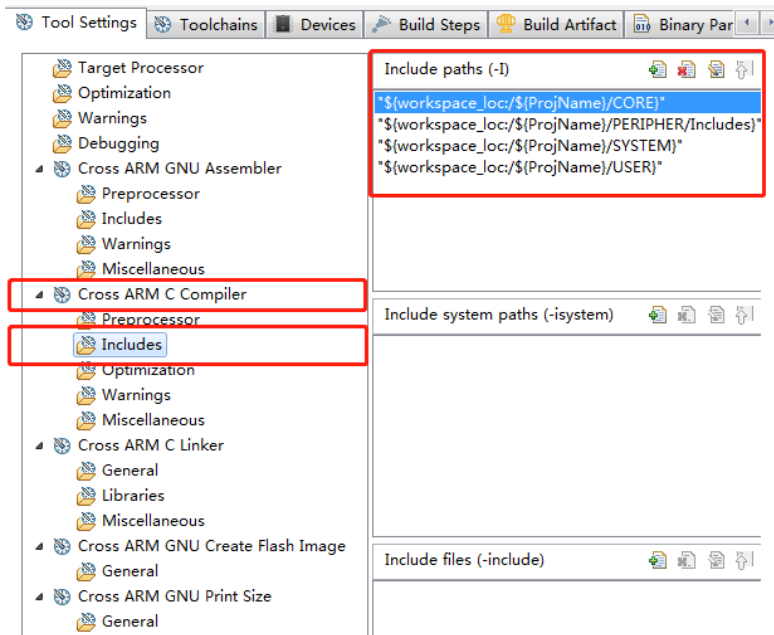 Tool Settings
Toolchains
Devices
Build Steps
Build Artifact
Binary Par
Target Processor
Optimization
Warnings
Debugging
Cross ARM GNU Assembler
Preprocessor
Includes
Warnings
Miscellaneous
Cross ARM C Compiler
Preprocessor
Includes
Optimization
Warnings
Miscellaneous
Cross ARM C Linker
General
Libraries
Miscellaneous
Cross ARM GNU Create Flash Image
General
Cross ARM GNU Print Size
General
Include paths (-I)
"${workspace_loc:/${ProjName}/CORE}"
"${workspace_loc:/${ProjName}/PERIPHER/Includes}"
"${workspace_loc:/${ProjName}/SYSTEM}"
"${workspace_loc:/${ProjName}/USER}"
Include system paths (-isystem)
Include files (-include)